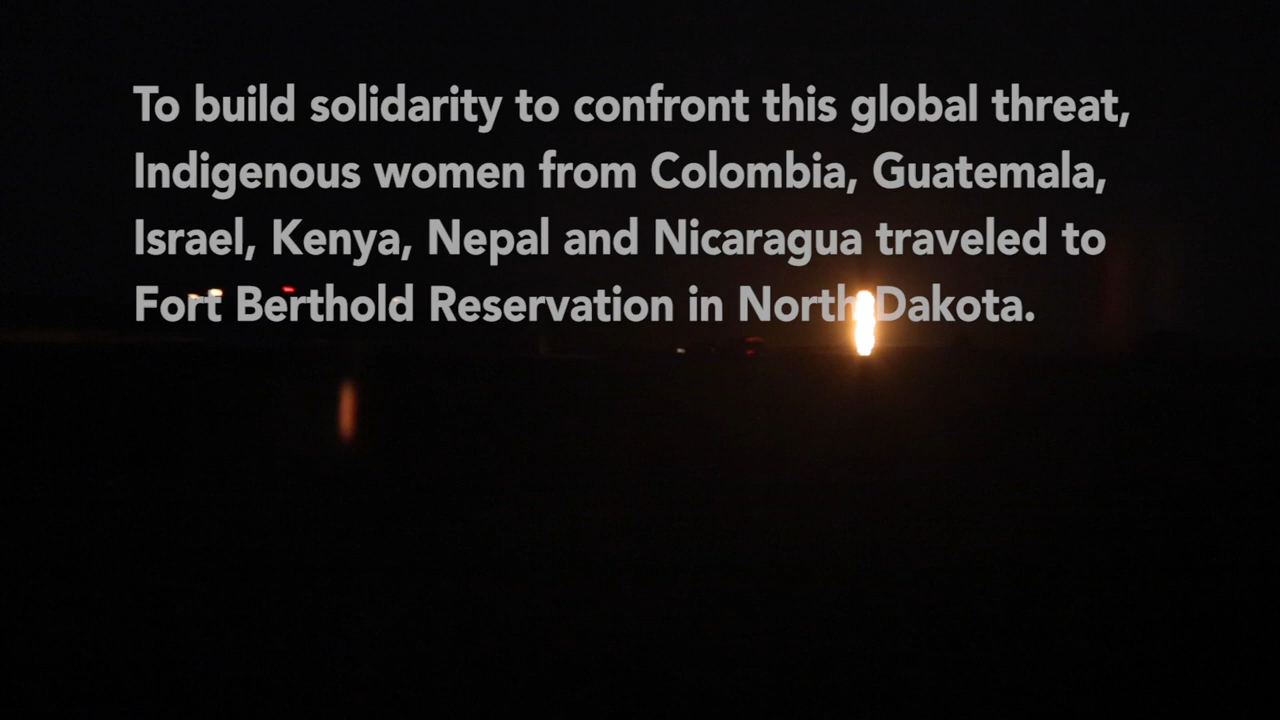 To build solidarity to confront this global threat,
Indigenous women from Colombia, Guatemala,
Israel, Kenya, Nepal and Nicaragua traveled to
Fort Berthold Reservation in North Dakota.